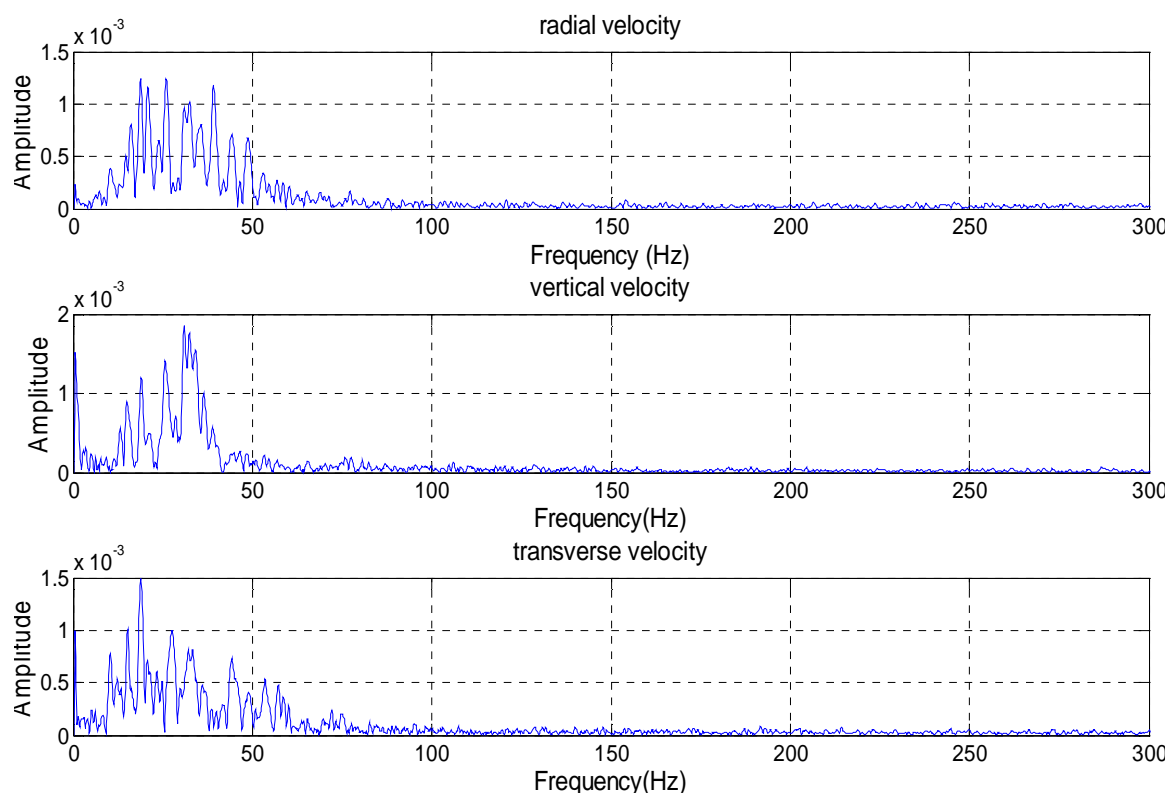 x 10^-3
radial velocity
1.5
1
0.5
0
Amplitude
0 50 100 150 200 250 300
Frequency (Hz)
x 10^-3
vertical velocity
2
1
0
Amplitude
0 50 100 150 200 250 300
Frequency(Hz)
x 10^-3
transverse velocity
1.5
1
0.5
0
Amplitude
0 50 100 150 200 250 300
Frequency(Hz)